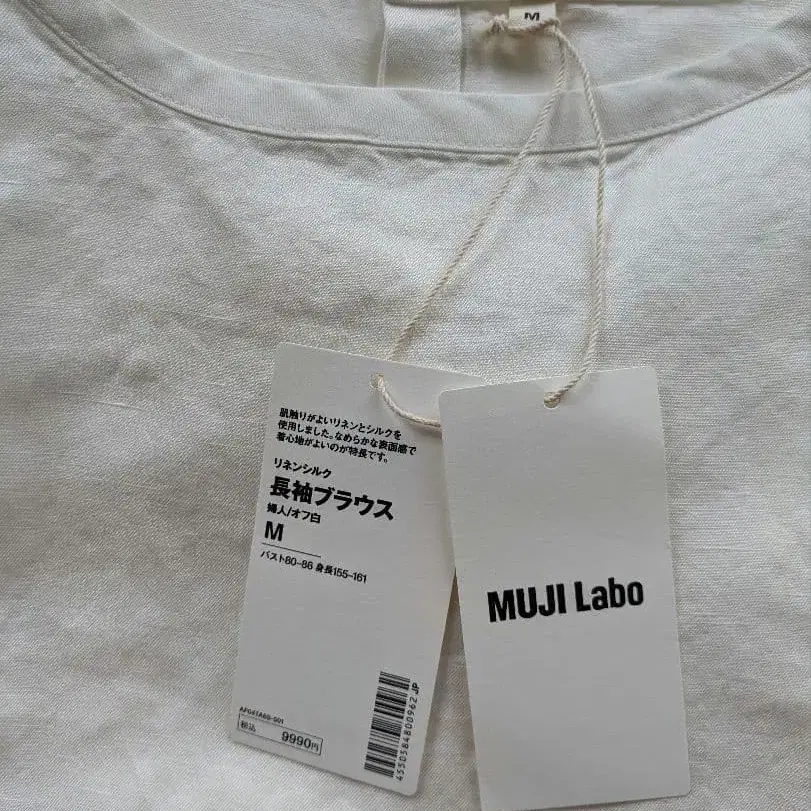 M
肌触りがよいリネンとシルクを
使用しました。なめらかな表面感で
着心地がよいのが特長です。
リネンシルク
長袖ブラウス
婦人/オフ白
M
バスト80-86 身長155-161
税込 9990円
4550584800962 JP
MUJI Labo